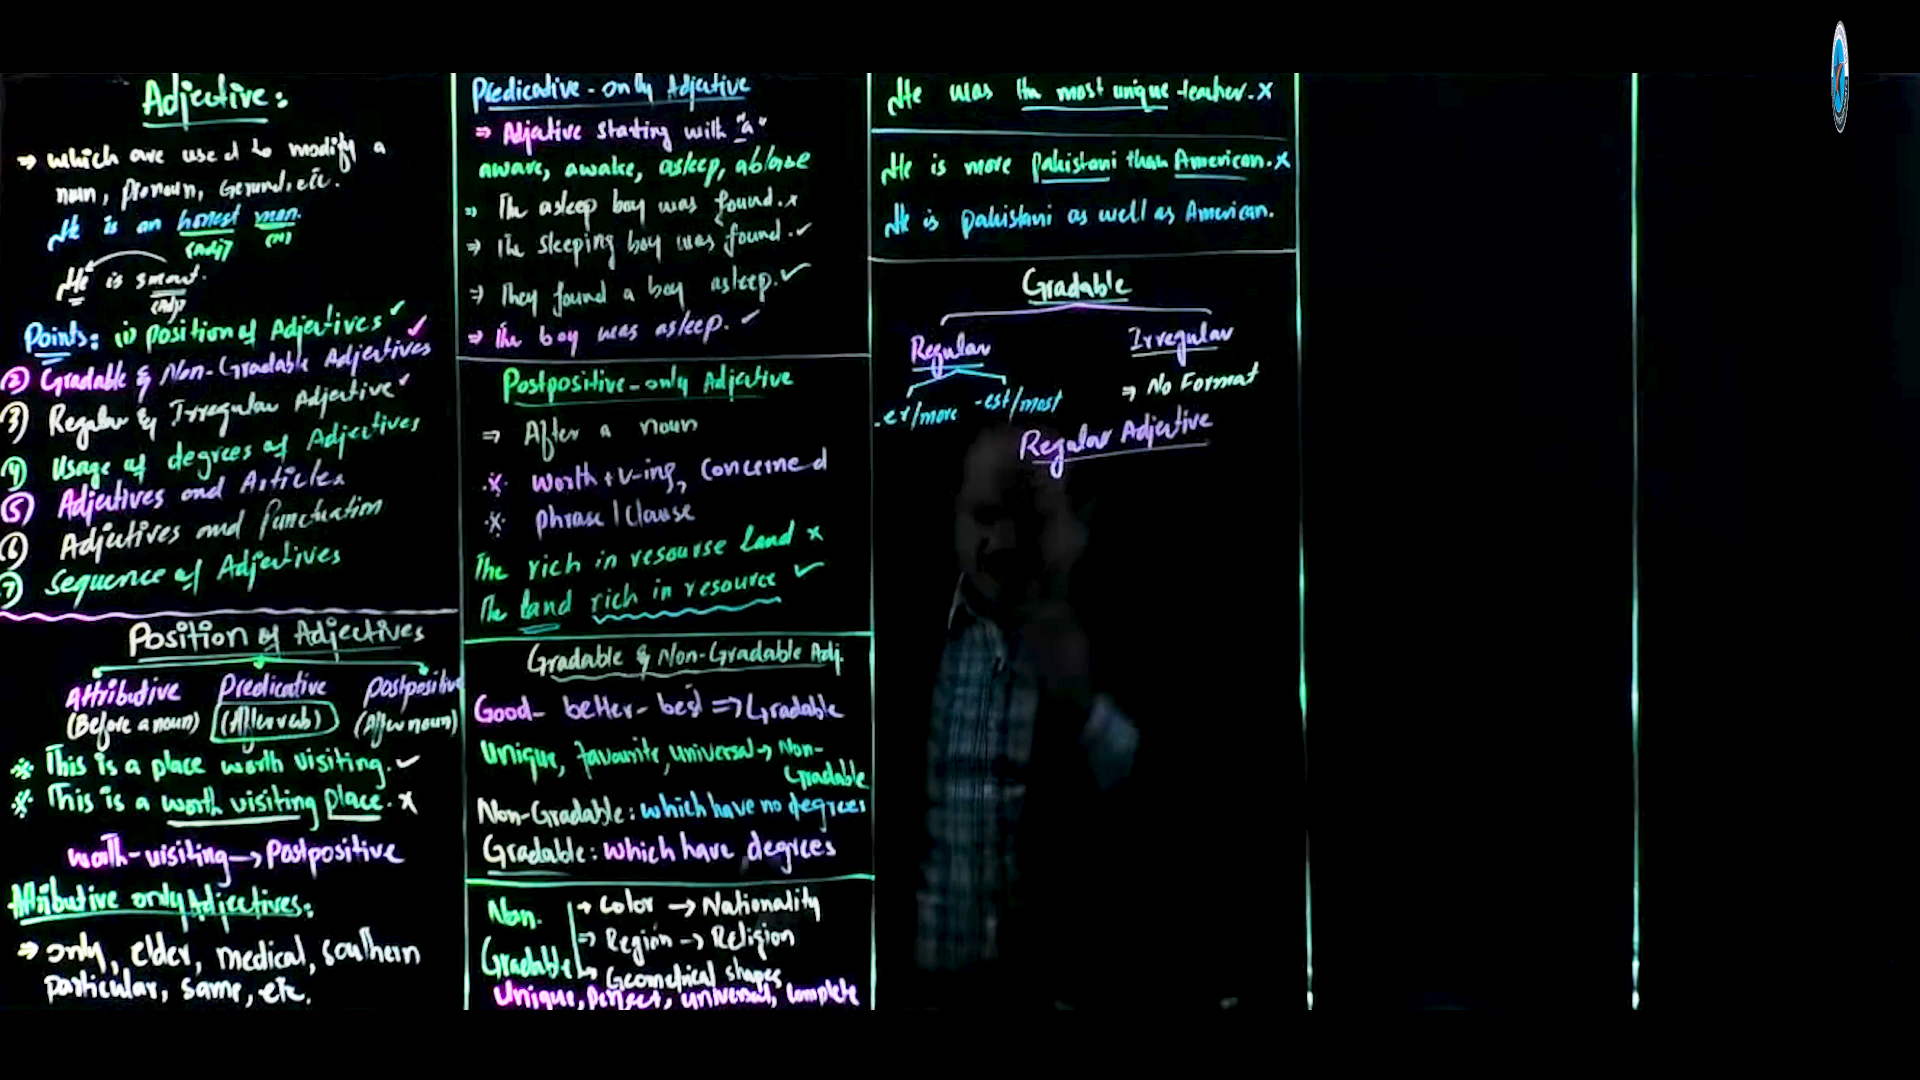 Adjective:
→ which are used to modify a
noun, pronoun, Gerund, etc.
He is an honest man.
(Adj) (N)
He is smart.
(Adj)
Points: (1) Position of Adjectives ✓
(2) Gradable & Non-Gradable Adjectives ✓
(3) Regular & Irregular Adjective ✓
(4) Usage of degrees of Adjectives
(5) Adjectives and Articles
(6) Adjectives and Punctuation
(7) Sequence of Adjectives
Position of Adjectives
Attributive Predicative Postpositive
(Before a noun) (After verb) (After noun)
※ This is a place worth visiting. ✓
※ This is a worth visiting place. x
worth-visiting → Postpositive
Attributive only Adjectives:
⇒ only, elder, medical, southern
particular, same, etc.
Predicative-only Adjective
⇒ Adjective starting with "a"
aware, awake, asleep, ablaze
⇒ The asleep boy was found. x
⇒ The sleeping boy was found. ✓
⇒ They found a boy asleep. ✓
⇒ The boy was asleep. ✓
Postpositive-only Adjective
⇒ After a noun
※ worth + v-ing, concerned
※ phrase/clause
The rich in resourse land x
The land rich in resource ✓
Gradable & Non-Gradable Adj.
Good- better- best ⇒ Gradable
Unique, favourite, universal → Non-
Gradable
Non-Gradable: which have no degrees
Gradable: which have degrees
Non. → Color → Nationality
⇒ Region → Religion
Gradable → Geometrical shapes
Unique, perfect, universal, complete
He was the most unique teacher. x
He is more Pakistani than American. x
He is pakistani as well as American.
Gradable
Regular Irregular
-er/more -est/most ⇒ No Format
Regular Adjective